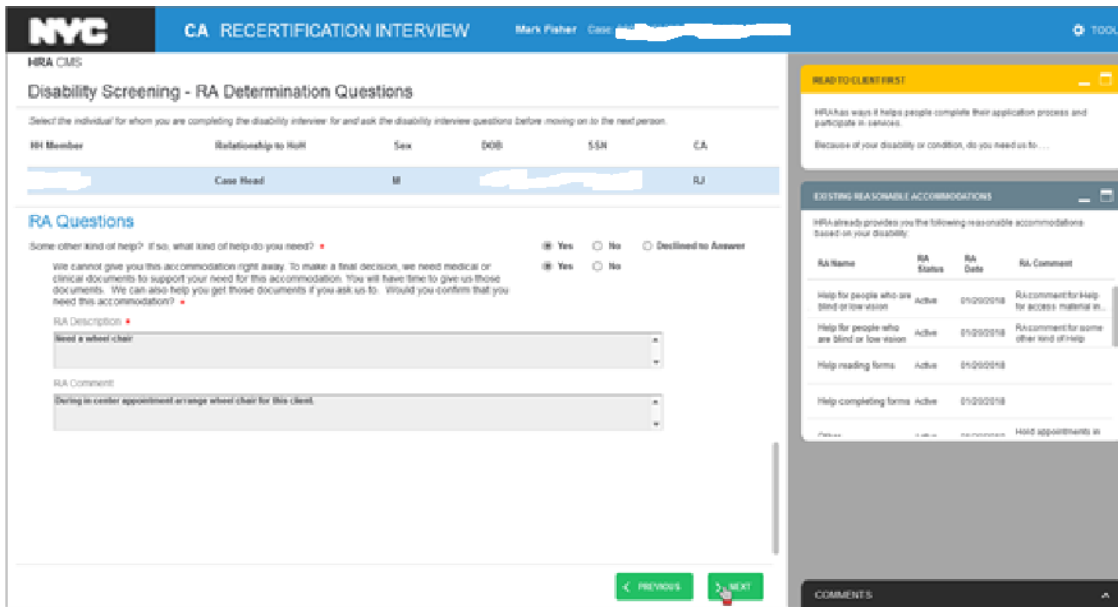 NYC
CA RECERTIFICATION INTERVIEW
Mark Fisher Case
TOOL
HRA CMS
Disability Screening - RA Determination Questions
Select the individual for whom you are completing the disability interview for and ask the disability interview questions before moving on to the next person.
HH Member Relationship to HoH Sex DOB SSN CA
Case Head M RJ
RA Questions
Some other kind of help? If so, what kind of help do you need? * Yes No Declined to Answer
We cannot give you this accommodation right away. To make a final decision, we need medical or Yes No
clinical documents to support your need for this accommodation. You will have time to give us those
documents. We can also help you get those documents if you ask us to. Would you confirm that you
need this accommodation? *
RA Description *
Need a wheel chair
RA Comment
During in center appointment arrange wheel chair for this client.
PREVIOUS
NEXT
READ TO CLIENT FIRST
HRA has ways it helps people complete their application process and
participate in services.
Because of your disability or condition, do you need us to . . .
EXISTING REASONABLE ACCOMMODATIONS
HRA already provides you the following reasonable accommodations
based on your disability:
RA Name RA Status RA Date RA Comment
Help for people who are blind or low vision Active 01/20/2018 RA comment for Help for access material in...
Help for people who are blind or low vision Active 01/20/2018 RA comment for some other kind of Help
Help reading forms Active 01/20/2018
Help completing forms Active 01/20/2018
Other Hold appointments in
COMMENTS